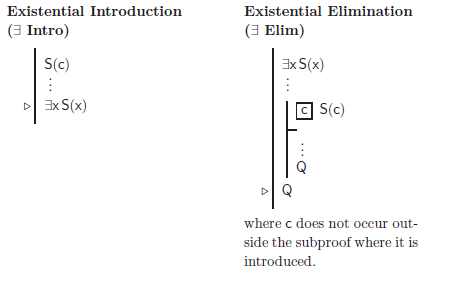 Existential Introduction
(∃ Intro)
S(c)
⋮
▷ ∃x S(x)
Existential Elimination
(∃ Elim)
∃x S(x)
⋮
c S(c)
⋮
Q
▷ Q
where c does not occur out-
side the subproof where it is
introduced.